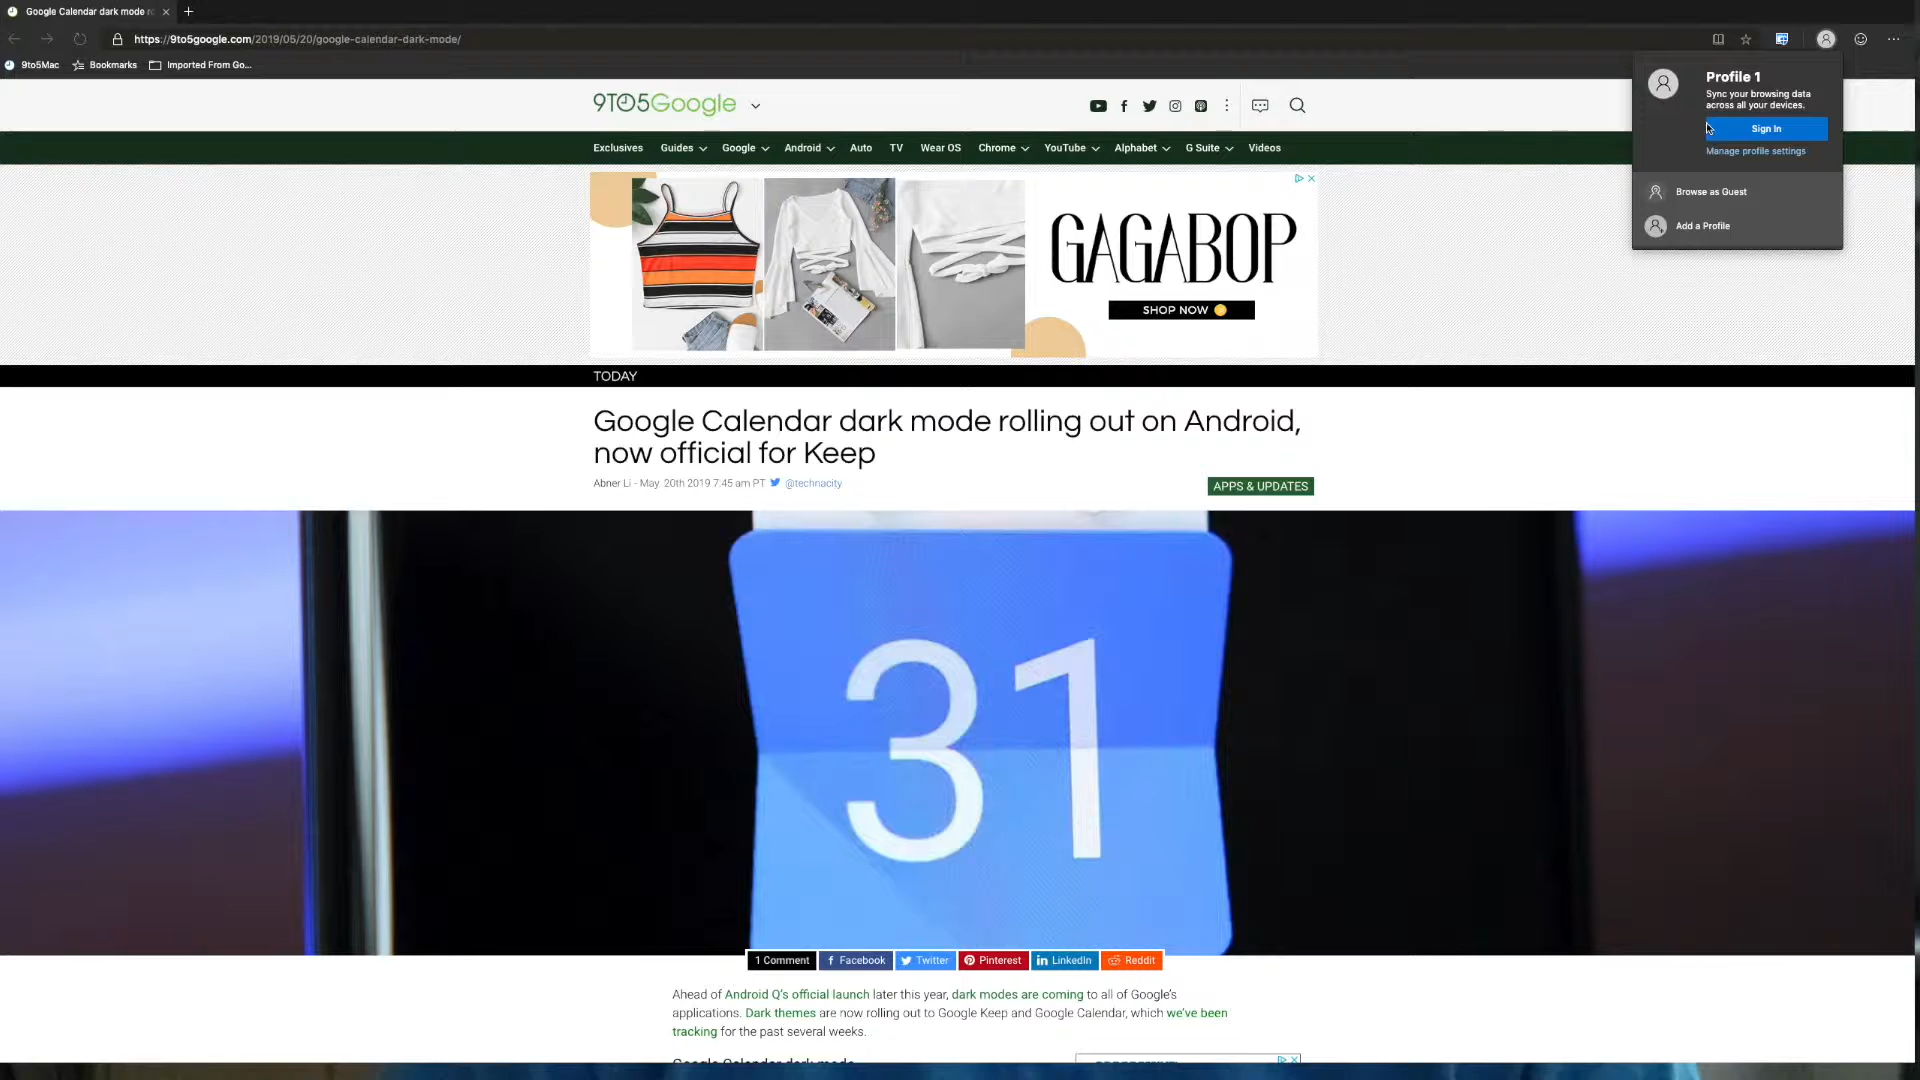 Google Calendar dark mode r
https://9to5google.com/2019/05/20/google-calendar-dark-mode/
9to5Mac
Bookmarks
Imported From Go...
Profile 1
Sync your browsing data
across all your devices.
Sign In
Manage profile settings
Browse as Guest
Add a Profile
9TO5Google
Exclusives
Guides
Google
Android
Auto
TV
Wear OS
Chrome
YouTube
Alphabet
G Suite
Videos
GAGABOP
SHOP NOW
TODAY
Google Calendar dark mode rolling out on Android,
now official for Keep
Abner Li - May 20th 2019 7:45 am PT @technacity
APPS & UPDATES
31
1 Comment
Facebook
Twitter
Pinterest
LinkedIn
Reddit
Ahead of Android Q's official launch later this year, dark modes are coming to all of Google's
applications. Dark themes are now rolling out to Google Keep and Google Calendar, which we've been
tracking for the past several weeks.
Google Calendar dark mode